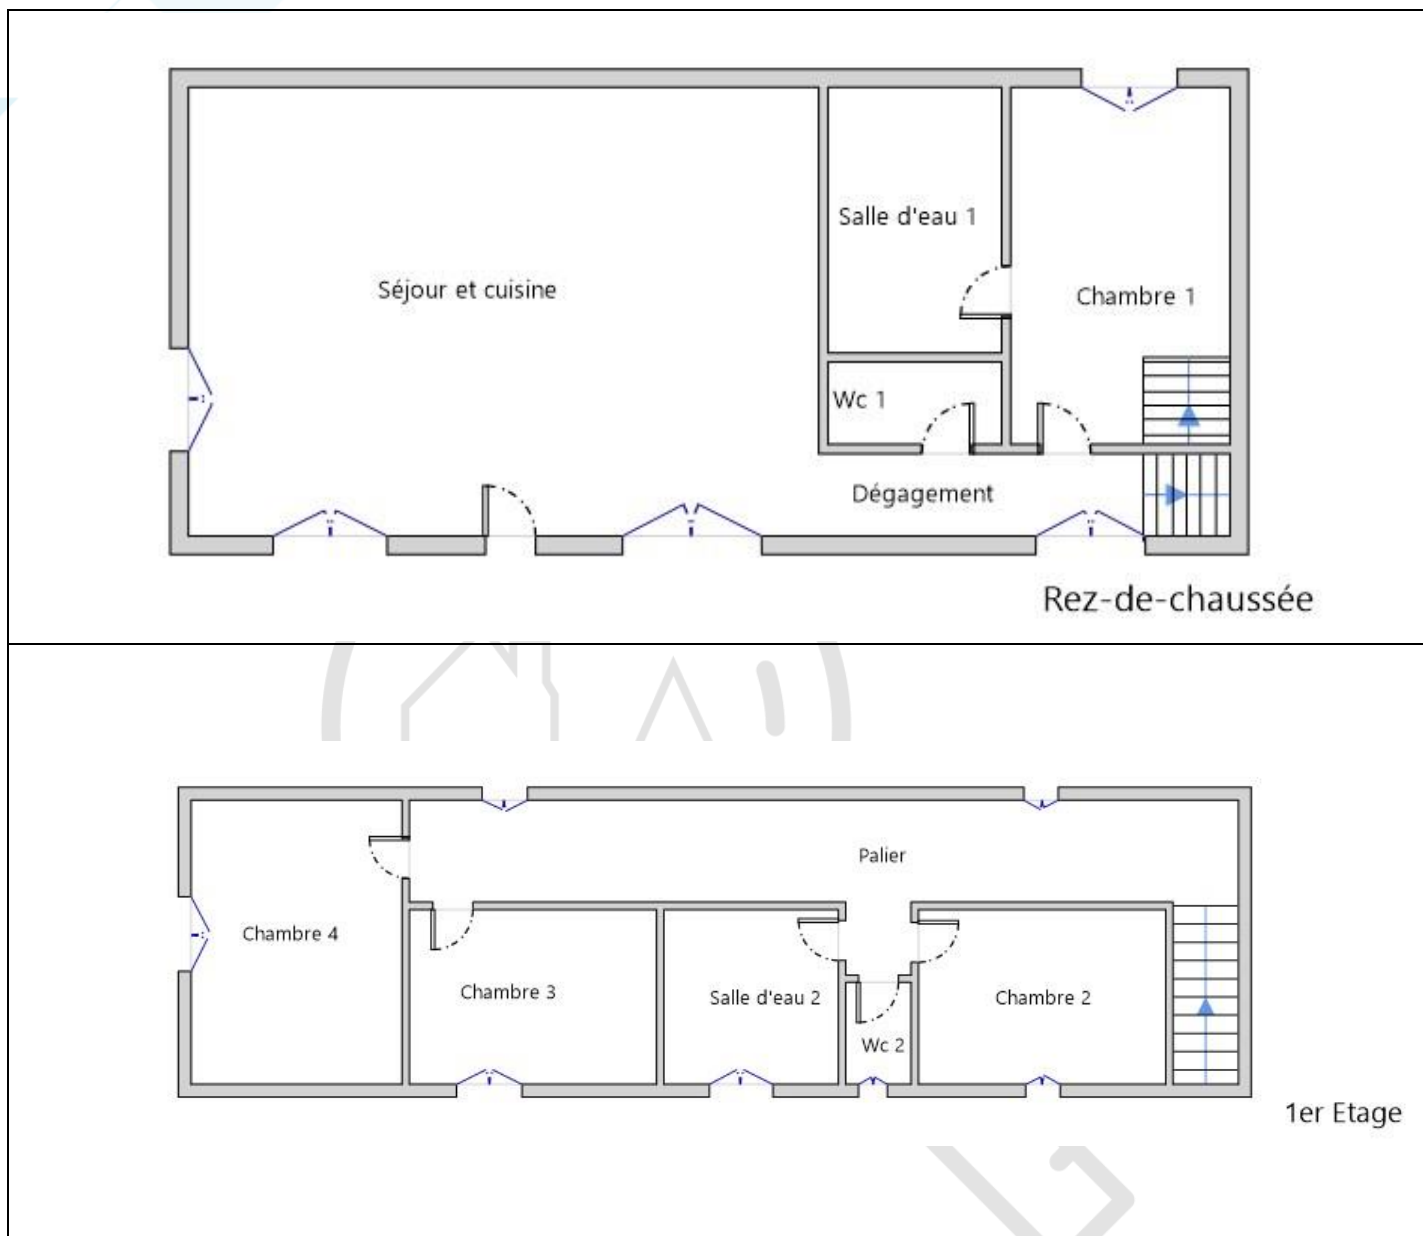 Salle d'eau 1
Séjour et cuisine
Chambre 1
Wc 1
Dégagement
Rez-de-chaussée
Palier
Chambre 4
Chambre 3
Salle d'eau 2
Chambre 2
Wc 2
1er Etage